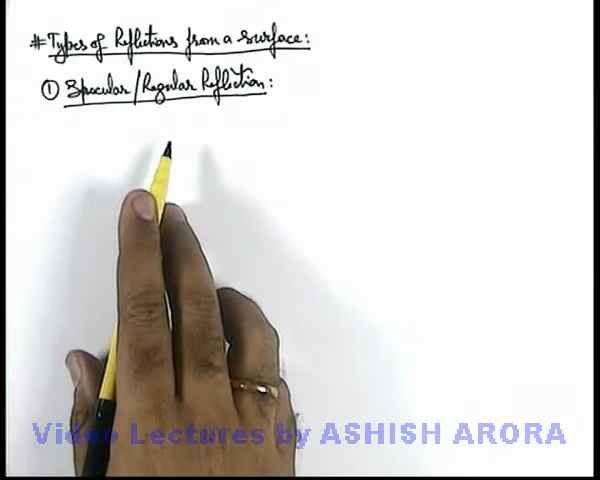 # Types of Reflections from a surface:
① Specular/Regular Reflection:
Video Lectures by ASHISH ARORA